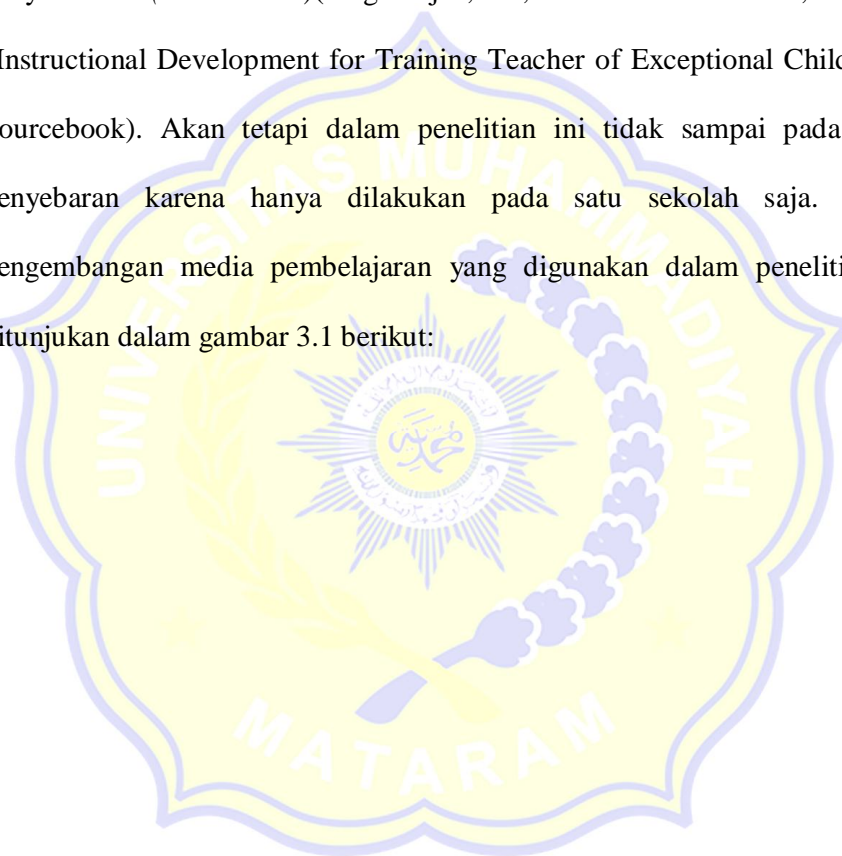 Instructional Development for Training Teacher of Exceptional Child
ourcebook). Akan tetapi dalam penelitian ini tidak sampai pada
enyebaran karena hanya dilakukan pada satu sekolah saja.
engembangan media pembelajaran yang digunakan dalam peneliti
itunjukan dalam gambar 3.1 berikut:
UNIVERSITAS MUHAMMADIYAH
MATARAM